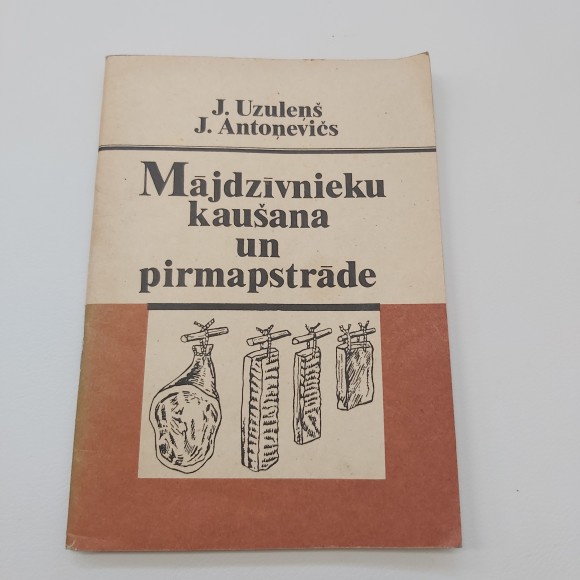 J. Uzuleņš
J. Antoņevičs
Mājdzīvnieku
kaušana
un
pirmapstrāde